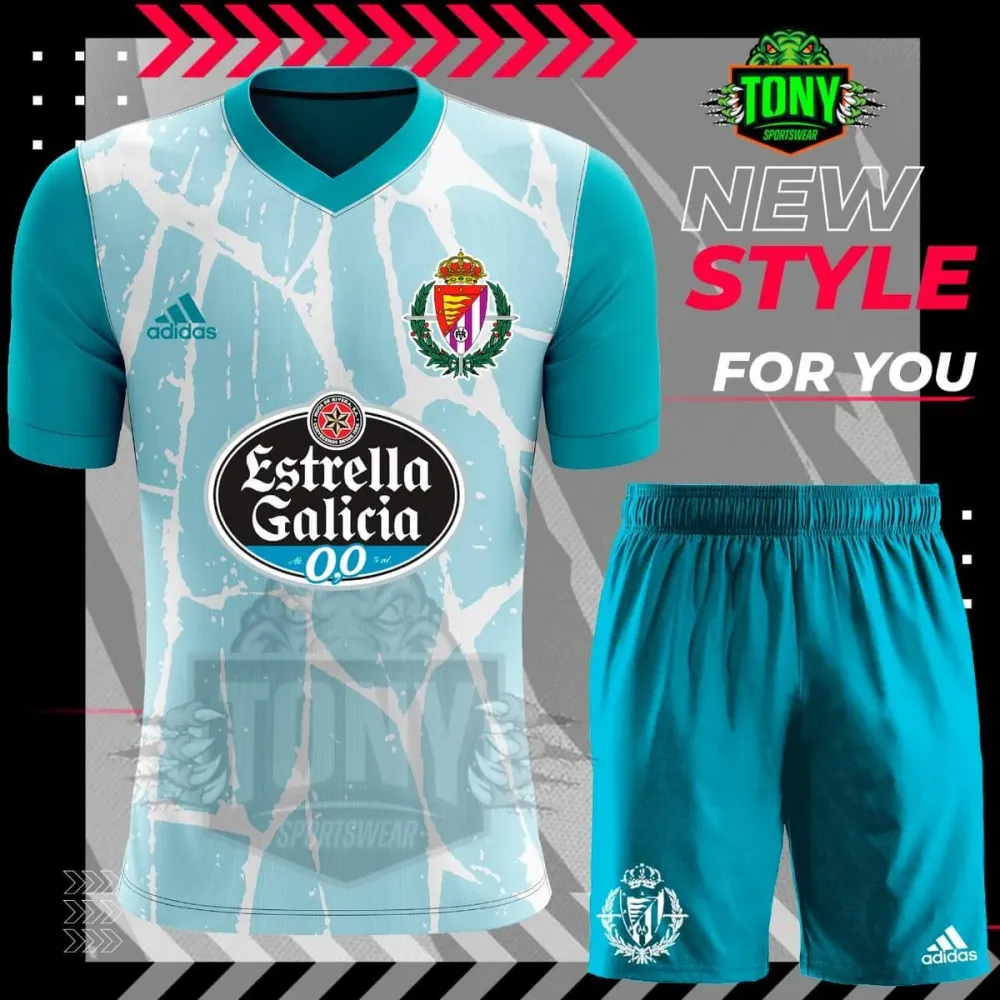 TONY
SPORTSWEAR
NEW
STYLE
FOR YOU
adidas
Estrella
Galicia
0,0
TONY
SPORTSWEAR
adidas